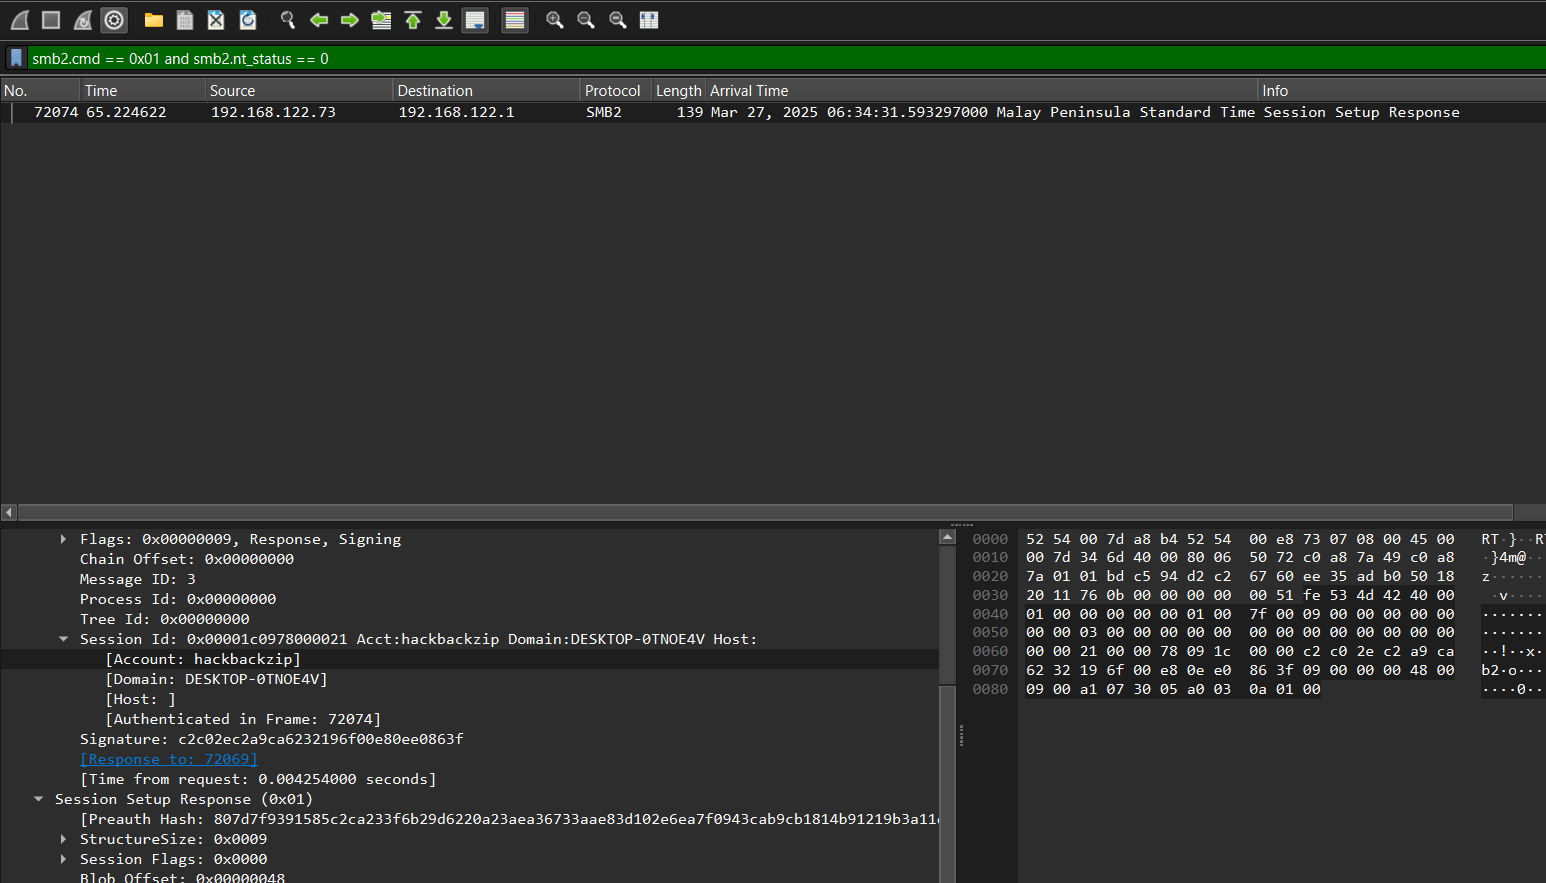 smb2.cmd == 0x01 and smb2.nt_status == 0
No. Time Source Destination Protocol Length Arrival Time Info
72074 65.224622 192.168.122.73 192.168.122.1 SMB2 139 Mar 27, 2025 06:34:31.593297000 Malay Peninsula Standard Time Session Setup Response
Flags: 0x00000009, Response, Signing
Chain Offset: 0x00000000
Message ID: 3
Process Id: 0x00000000
Tree Id: 0x00000000
Session Id: 0x00001c0978000021 Acct:hackbackzip Domain:DESKTOP-0TNOE4V Host:
[Account: hackbackzip]
[Domain: DESKTOP-0TNOE4V]
[Host: ]
[Authenticated in Frame: 72074]
Signature: c2c02ec2a9ca6232196f00e80ee0863f
[Response to: 72069]
[Time from request: 0.004254000 seconds]
Session Setup Response (0x01)
[Preauth Hash: 807d7f9391585c2ca233f6b29d6220a23aea36733aae83d102e6ea7f0943cab9cb1814b91219b3a11
StructureSize: 0x0009
Session Flags: 0x0000
Blob Offset: 0x00000048
0000 52 54 00 7d a8 b4 52 54 00 e8 73 07 08 00 45 00 RT·}··R
0010 00 7d 34 6d 40 00 80 06 50 72 c0 a8 7a 49 c0 a8 ·}4m@··
0020 7a 01 01 bd c5 94 d2 c2 67 60 ee 35 ad b0 50 18 z······
0030 20 11 76 0b 00 00 00 00 00 51 fe 53 4d 42 40 00 ·v····
0040 01 00 00 00 00 00 01 00 7f 00 09 00 00 00 00 00 ·······
0050 00 00 03 00 00 00 00 00 00 00 00 00 00 00 00 00 ·······
0060 00 00 21 00 00 78 09 1c 00 00 c2 c0 2e c2 a9 ca ··!··x·
0070 62 32 19 6f 00 e8 0e e0 86 3f 09 00 00 00 48 00 b2·o···
0080 09 00 a1 07 30 05 a0 03 0a 01 00 ····0··